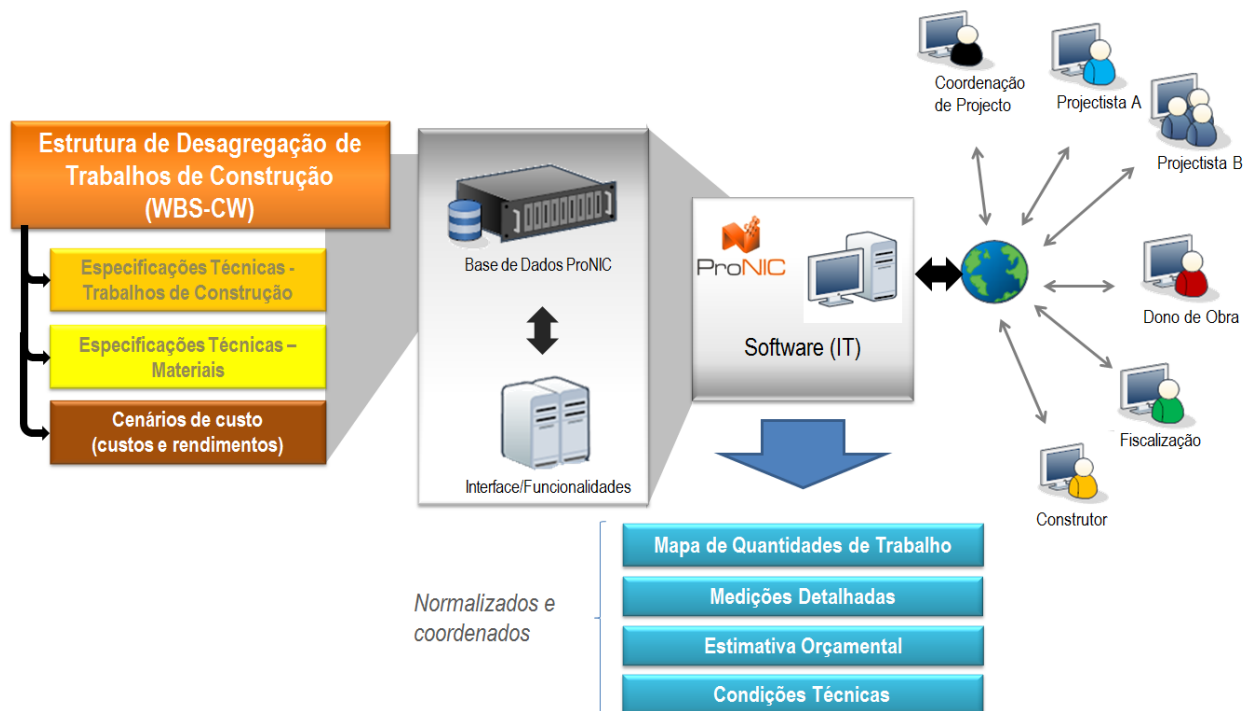 Estrutura de Desagregação de
Trabalhos de Construção
(WBS-CW)
Especificações Técnicas -
Trabalhos de Construção
Especificações Técnicas –
Materiais
Cenários de custo
(custos e rendimentos)
Base de Dados ProNIC
Interface/Funcionalidades
ProNIC
Software (IT)
Coordenação
de Projecto
Projectista A
Projectista B
Dono de Obra
Fiscalização
Construtor
Normalizados e
coordenados
Mapa de Quantidades de Trabalho
Medições Detalhadas
Estimativa Orçamental
Condições Técnicas